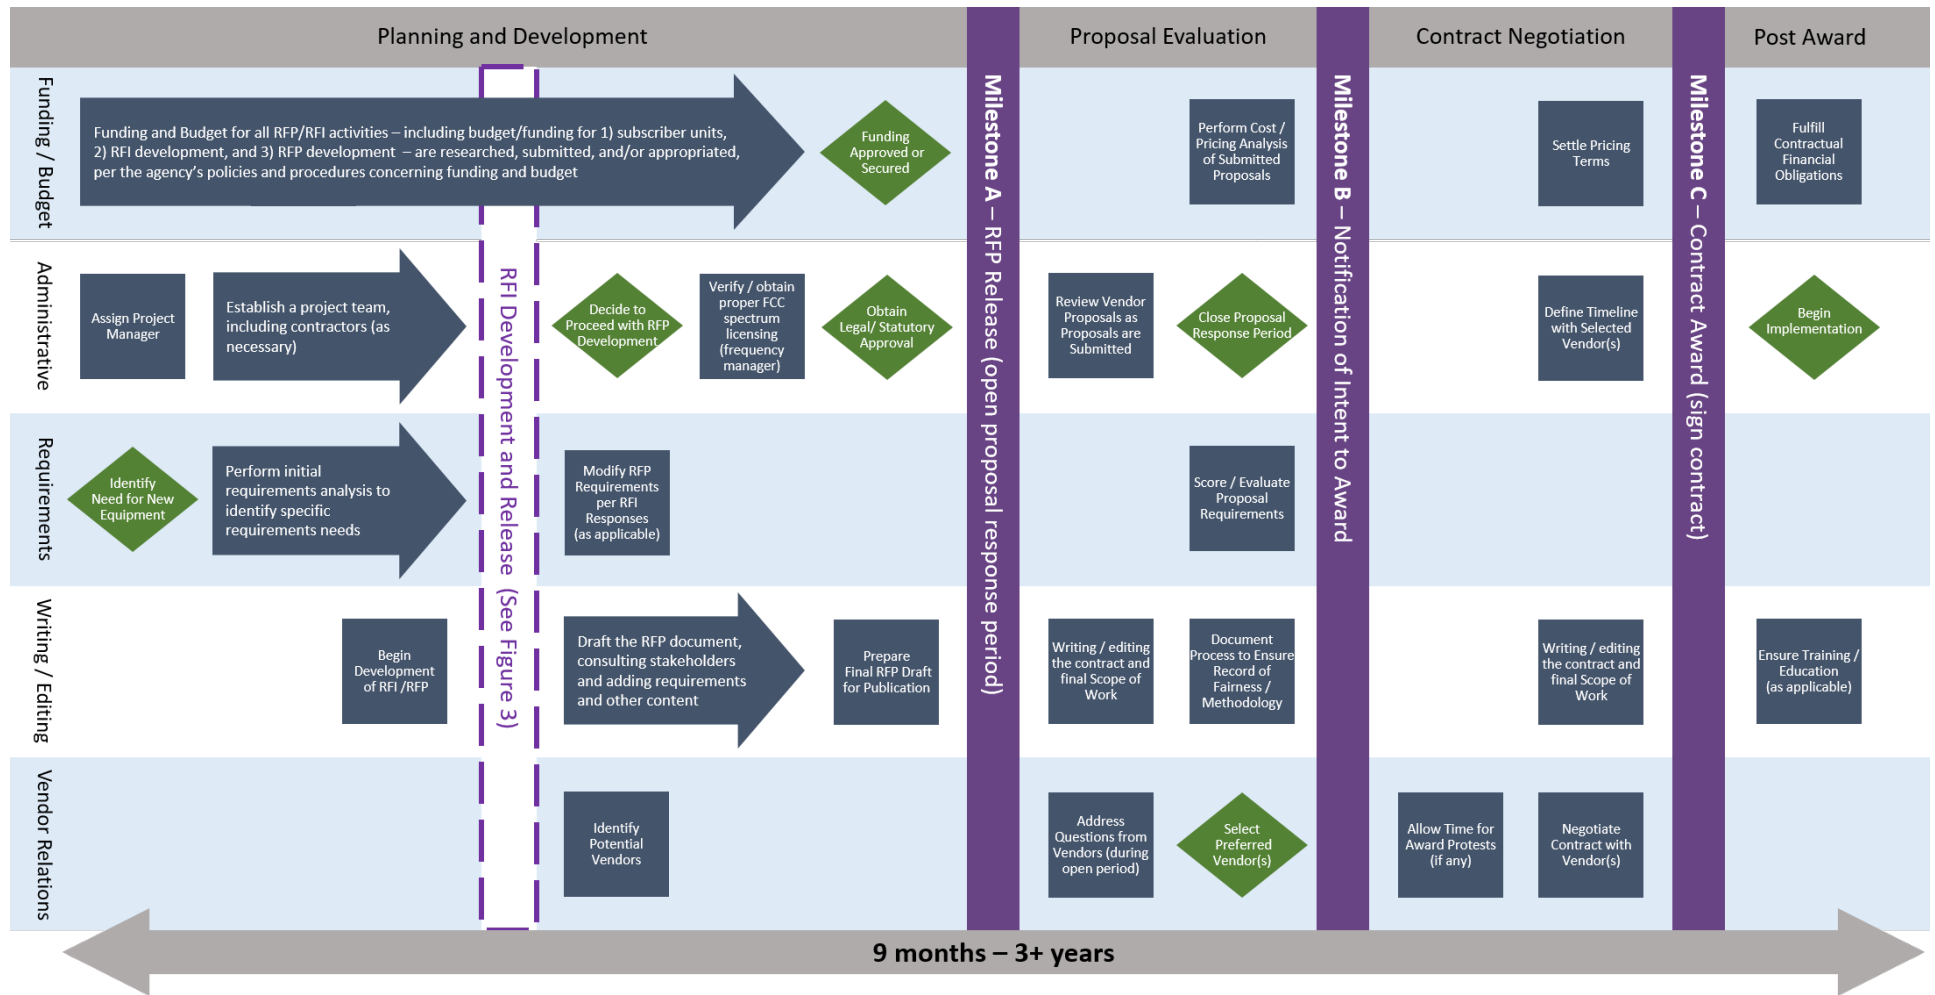 Planning and Development
Proposal Evaluation
Contract Negotiation
Post Award
Funding / Budget
Funding and Budget for all RFP/RFI activities – including budget/funding for 1) subscriber units,
2) RFI development, and 3) RFP development – are researched, submitted, and/or appropriated,
per the agency's policies and procedures concerning funding and budget
Funding
Approved or
Secured
Perform Cost /
Pricing Analysis
of Submitted
Proposals
Settle Pricing
Terms
Fulfill
Contractual
Financial
Obligations
Administrative
Assign Project
Manager
Establish a project team,
including contractors (as
necessary)
Decide to
Proceed with RFP
Development
Verify / obtain
proper FCC
spectrum
licensing
(frequency
manager)
Obtain
Legal/ Statutory
Approval
Review Vendor
Proposals as
Proposals are
Submitted
Close Proposal
Response Period
Define Timeline
with Selected
Vendor(s)
Begin
Implementation
Requirements
Identify
Need for New
Equipment
Perform initial
requirements analysis to
identify specific
requirements needs
Modify RFP
Requirements
per RFI
Responses
(as applicable)
Score / Evaluate
Proposal
Requirements
Writing / Editing
Begin
Development
of RFI /RFP
Draft the RFP document,
consulting stakeholders
and adding requirements
and other content
Prepare
Final RFP Draft
for Publication
Writing / editing
the contract and
final Scope of
Work
Document
Process to Ensure
Record of
Fairness /
Methodology
Writing / editing
the contract and
final Scope of
Work
Ensure Training /
Education
(as applicable)
Vendor Relations
Identify
Potential
Vendors
Address
Questions from
Vendors (during
open period)
Select
Preferred
Vendor(s)
Allow Time for
Award Protests
(if any)
Negotiate
Contract with
Vendor(s)
RFI Development and Release (See Figure 3)
Milestone A – RFP Release (open proposal response period)
Milestone B – Notification of Intent to Award
Milestone C – Contract Award (sign contract)
9 months – 3+ years